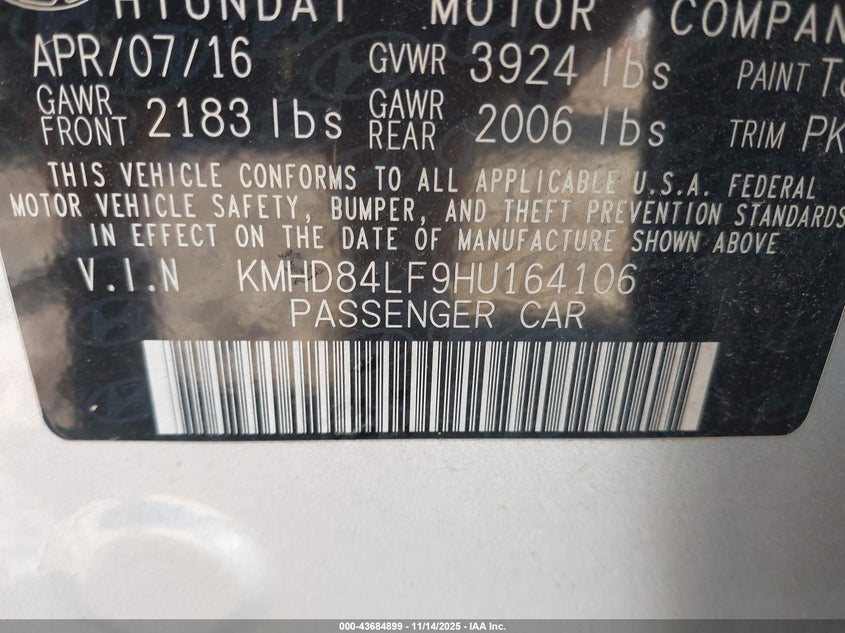 HYUNDAI MOTOR COMPAN
APR/07/16 GVWR 3924 lbs PAINT
GAWR FRONT 2183 lbs GAWR REAR 2006 lbs TRIM PK
THIS VEHICLE CONFORMS TO ALL APPLICABLE U.S.A. FEDERAL
MOTOR VEHICLE SAFETY, BUMPER, AND THEFT PREVENTION STANDARDS
IN EFFECT ON THE DATE OF MANUFACTURE SHOWN ABOVE
V.I.N KMHD84LF9HU164106
PASSENGER CAR
000-43684899 | 11/14/2025 - IAA Inc.